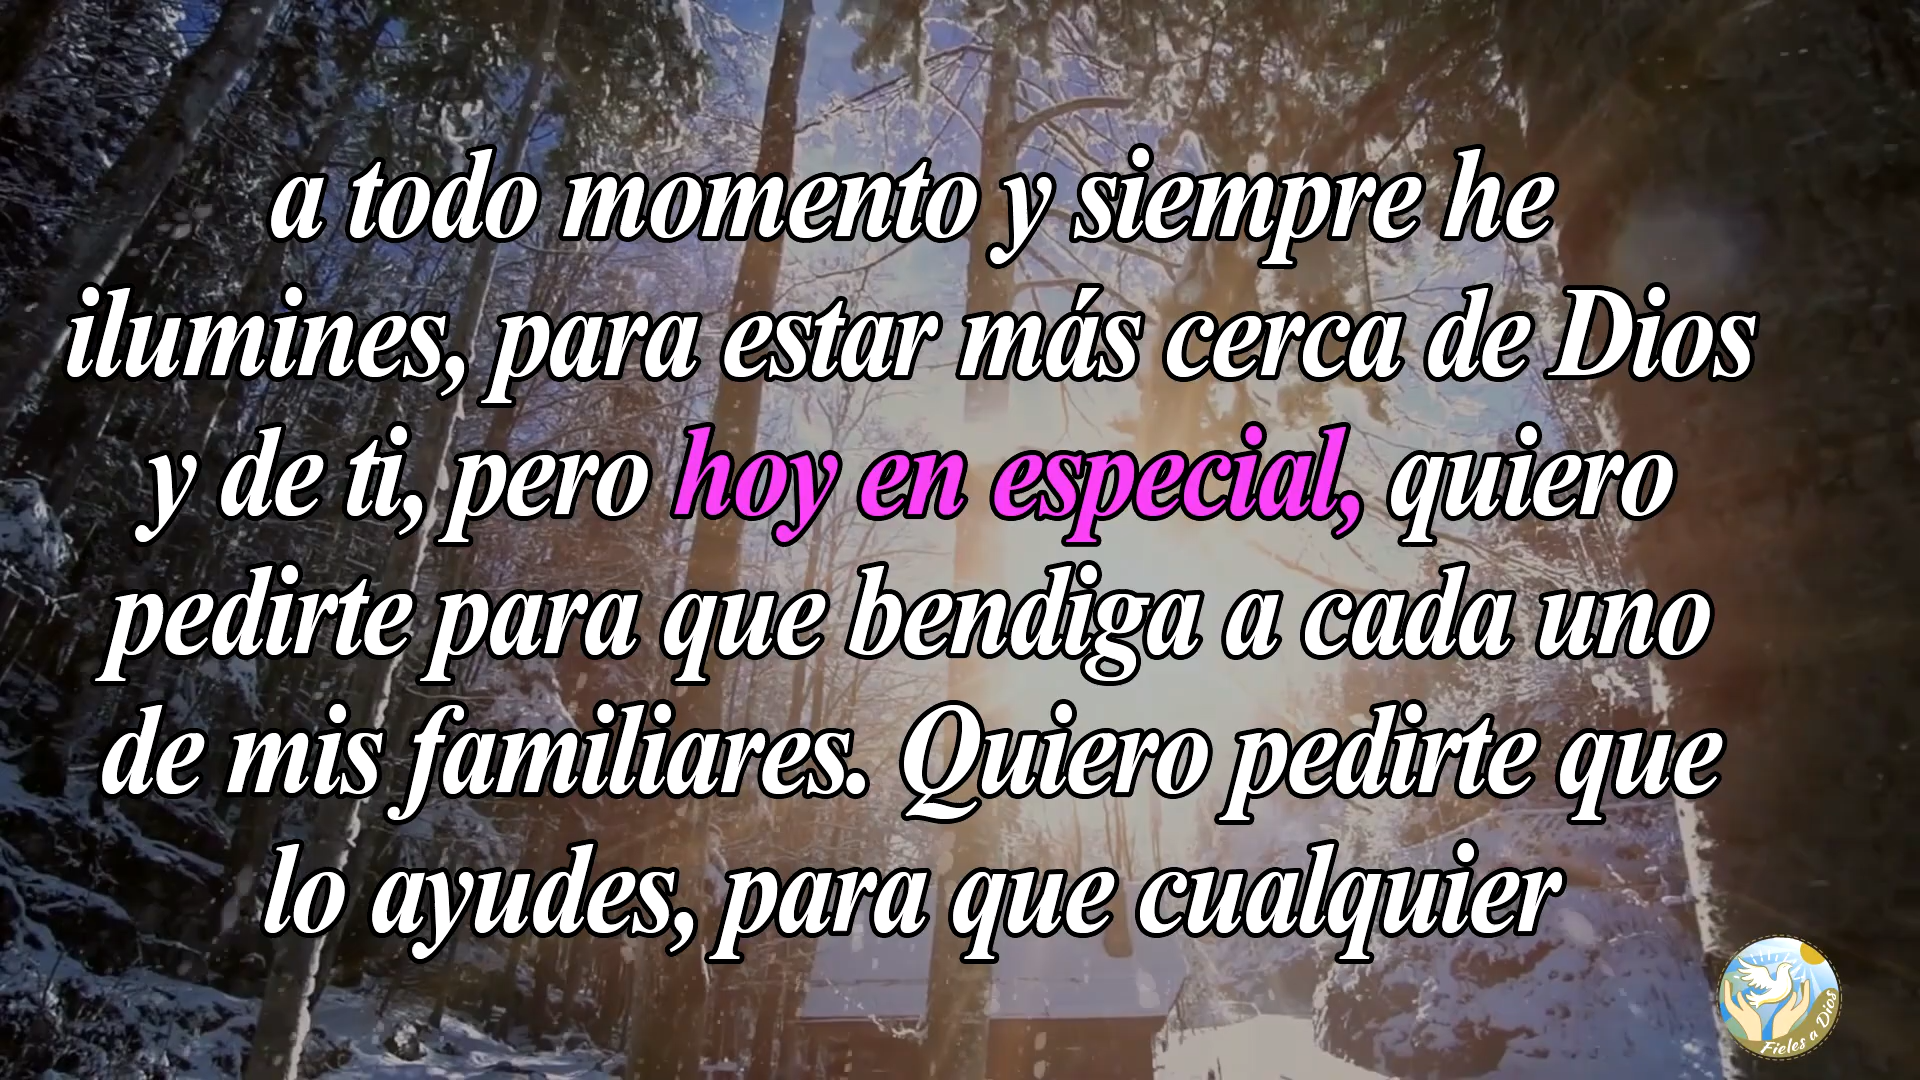 a todo momento y siempre he
ilumines, para estar más cerca de Dios
y de ti, pero hoy en especial, quiero
pedirte para que bendiga a cada uno
de mis familiares. Quiero pedirte que
lo ayudes, para que cualquier
Fieles a Dios